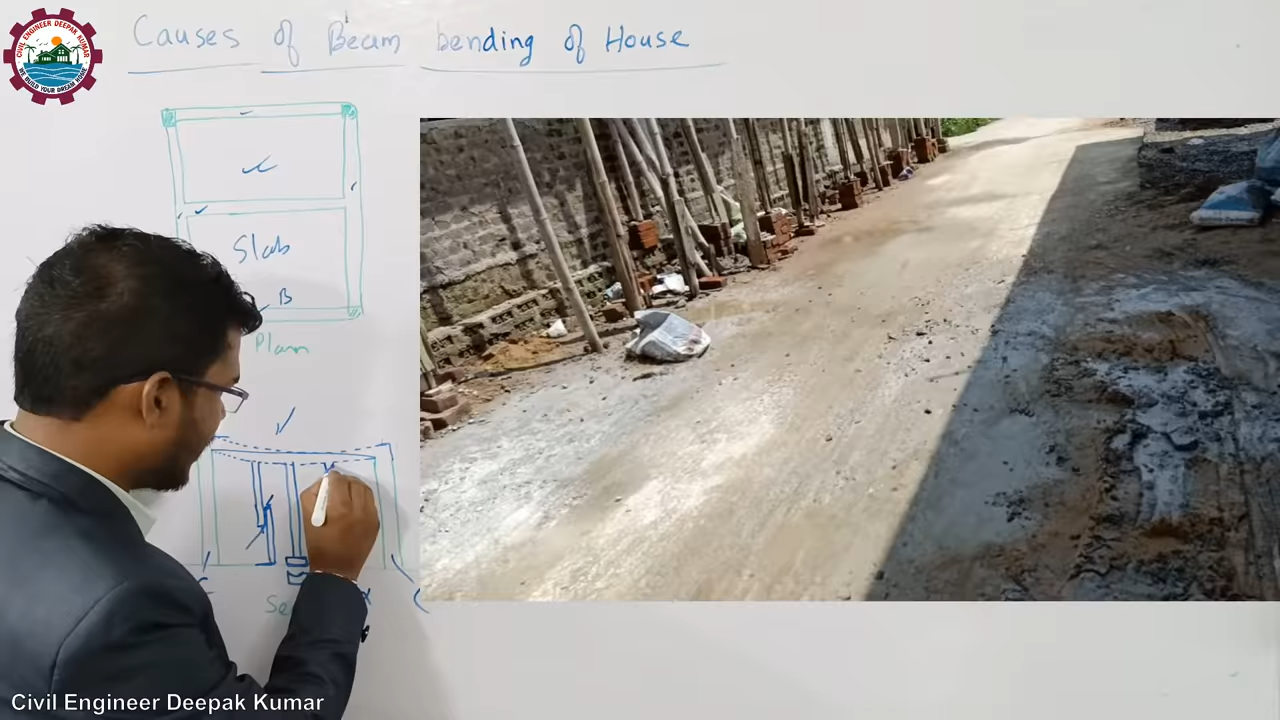 CIVIL ENGINEER DEEPAK KUMAR
WE BUILD YOUR DREAM HOME
Causes of Beam bending of House
Slab
B
Plan
Civil Engineer Deepak Kumar